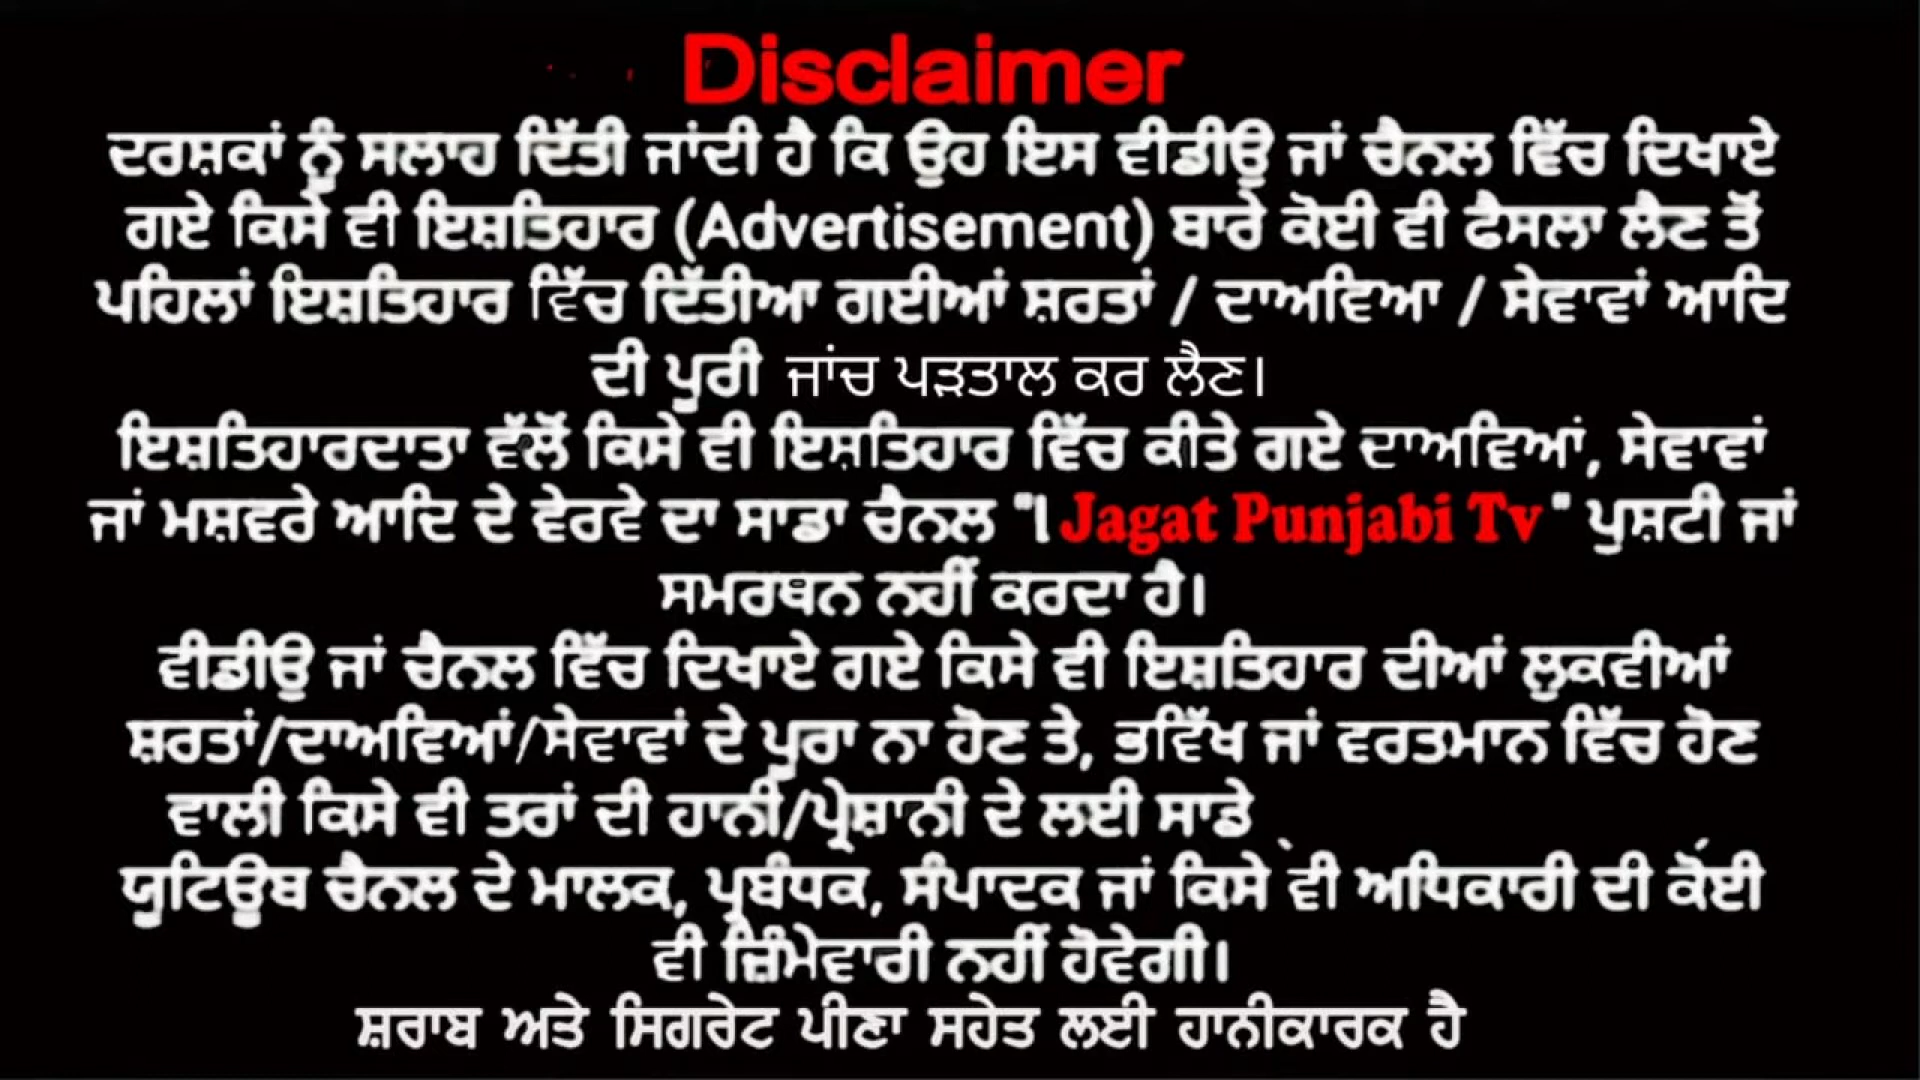 Disclaimer
ਦਰਸ਼ਕਾਂ ਨੂੰ ਸਲਾਹ ਦਿੱਤੀ ਜਾਂਦੀ ਹੈ ਕਿ ਉਹ ਇਸ ਵੀਡੀਉ ਜਾਂ ਚੈਨਲ ਵਿੱਚ ਦਿਖਾਏ
ਗਏ ਕਿਸੇ ਵੀ ਇਸ਼ਤਿਹਾਰ (Advertisement) ਬਾਰੇ ਕੋਈ ਵੀ ਫੈਸਲਾ ਲੈਣ ਤੋਂ
ਪਹਿਲਾਂ ਇਸ਼ਤਿਹਾਰ ਵਿੱਚ ਦਿੱਤੀਆ ਗਈਆਂ ਸ਼ਰਤਾਂ / ਦਾਅਵਿਆ / ਸੇਵਾਵਾਂ ਆਦਿ
ਦੀ ਪੂਰੀ ਜਾਂਚ ਪੜਤਾਲ ਕਰ ਲੈਣ।
ਇਸ਼ਤਿਹਾਰਦਾਤਾ ਵੱਲੋਂ ਕਿਸੇ ਵੀ ਇਸ਼ਤਿਹਾਰ ਵਿੱਚ ਕੀਤੇ ਗਏ ਦਾਅਵਿਆਂ, ਸੇਵਾਵਾਂ
ਜਾਂ ਮਸ਼ਵਰੇ ਆਦਿ ਦੇ ਵੇਰਵੇ ਦਾ ਸਾਡਾ ਚੈਨਲ "। Jagat Punjabi Tv" ਪੁਸ਼ਟੀ ਜਾਂ
ਸਮਰਥਨ ਨਹੀਂ ਕਰਦਾ ਹੈ।
ਵੀਡੀਉ ਜਾਂ ਚੈਨਲ ਵਿੱਚ ਦਿਖਾਏ ਗਏ ਕਿਸੇ ਵੀ ਇਸ਼ਤਿਹਾਰ ਦੀਆਂ ਲੁਕਵੀਆਂ
ਸ਼ਰਤਾਂ/ਦਾਅਵਿਆਂ/ਸੇਵਾਵਾਂ ਦੇ ਪੂਰਾ ਨਾ ਹੋਣ ਤੇ, ਭਵਿੱਖ ਜਾਂ ਵਰਤਮਾਨ ਵਿੱਚ ਹੋਣ
ਵਾਲੀ ਕਿਸੇ ਵੀ ਤਰਾਂ ਦੀ ਹਾਨੀ/ਪ੍ਰੇਸ਼ਾਨੀ ਦੇ ਲਈ ਸਾਡੇ
ਯੁਟਿਊਬ ਚੈਨਲ ਦੇ ਮਾਲਕ, ਪ੍ਰਬੰਧਕ, ਸੰਪਾਦਕ ਜਾਂ ਕਿਸੇ ਵੀ ਅਧਿਕਾਰੀ ਦੀ ਕੋਈ
ਵੀ ਜ਼ਿੰਮੇਵਾਰੀ ਨਹੀਂ ਹੋਵੇਗੀ।
ਸ਼ਰਾਬ ਅਤੇ ਸਿਗਰੇਟ ਪੀਣਾ ਸਹੇਤ ਲਈ ਹਾਨੀਕਾਰਕ ਹੈ